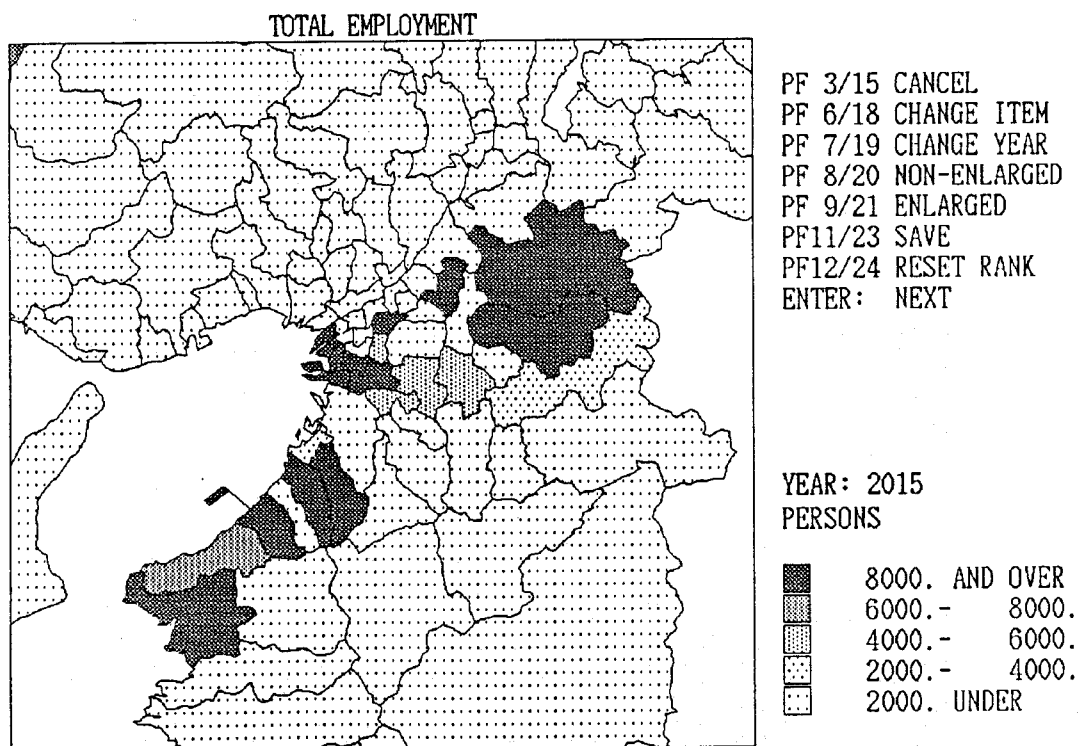 TOTAL EMPLOYMENT
PF 3/15 CANCEL
PF 6/18 CHANGE ITEM
PF 7/19 CHANGE YEAR
PF 8/20 NON-ENLARGED
PF 9/21 ENLARGED
PF11/23 SAVE
PF12/24 RESET RANK
ENTER: NEXT
YEAR: 2015
PERSONS
8000. AND OVER
6000.- 8000.
4000.- 6000.
2000.- 4000.
2000. UNDER